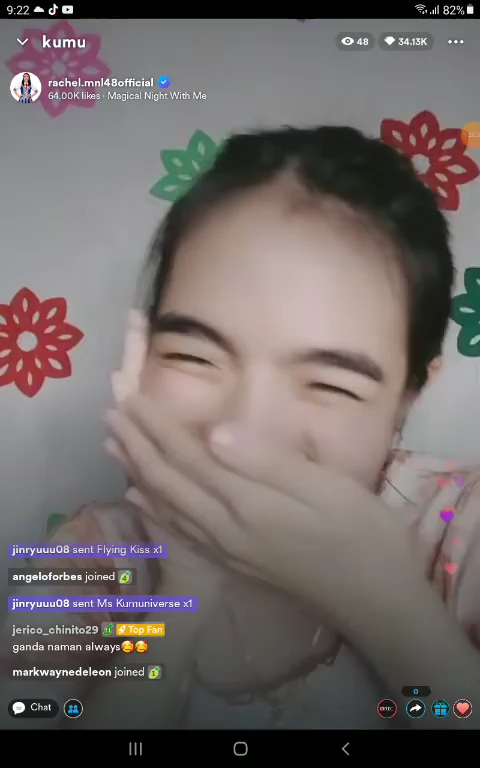 9:22
82%
kumu
48
34.13K
rachel.mnl48official
64.00K likes · Magical Night With Me
jinryuuu08 sent Flying Kiss x1
angeloforbes joined
jinryuuu08 sent Ms Kumuniverse x1
jerico_chinito29 Top Fan
ganda naman always🥰🥰
markwaynedeleon joined
Chat
0